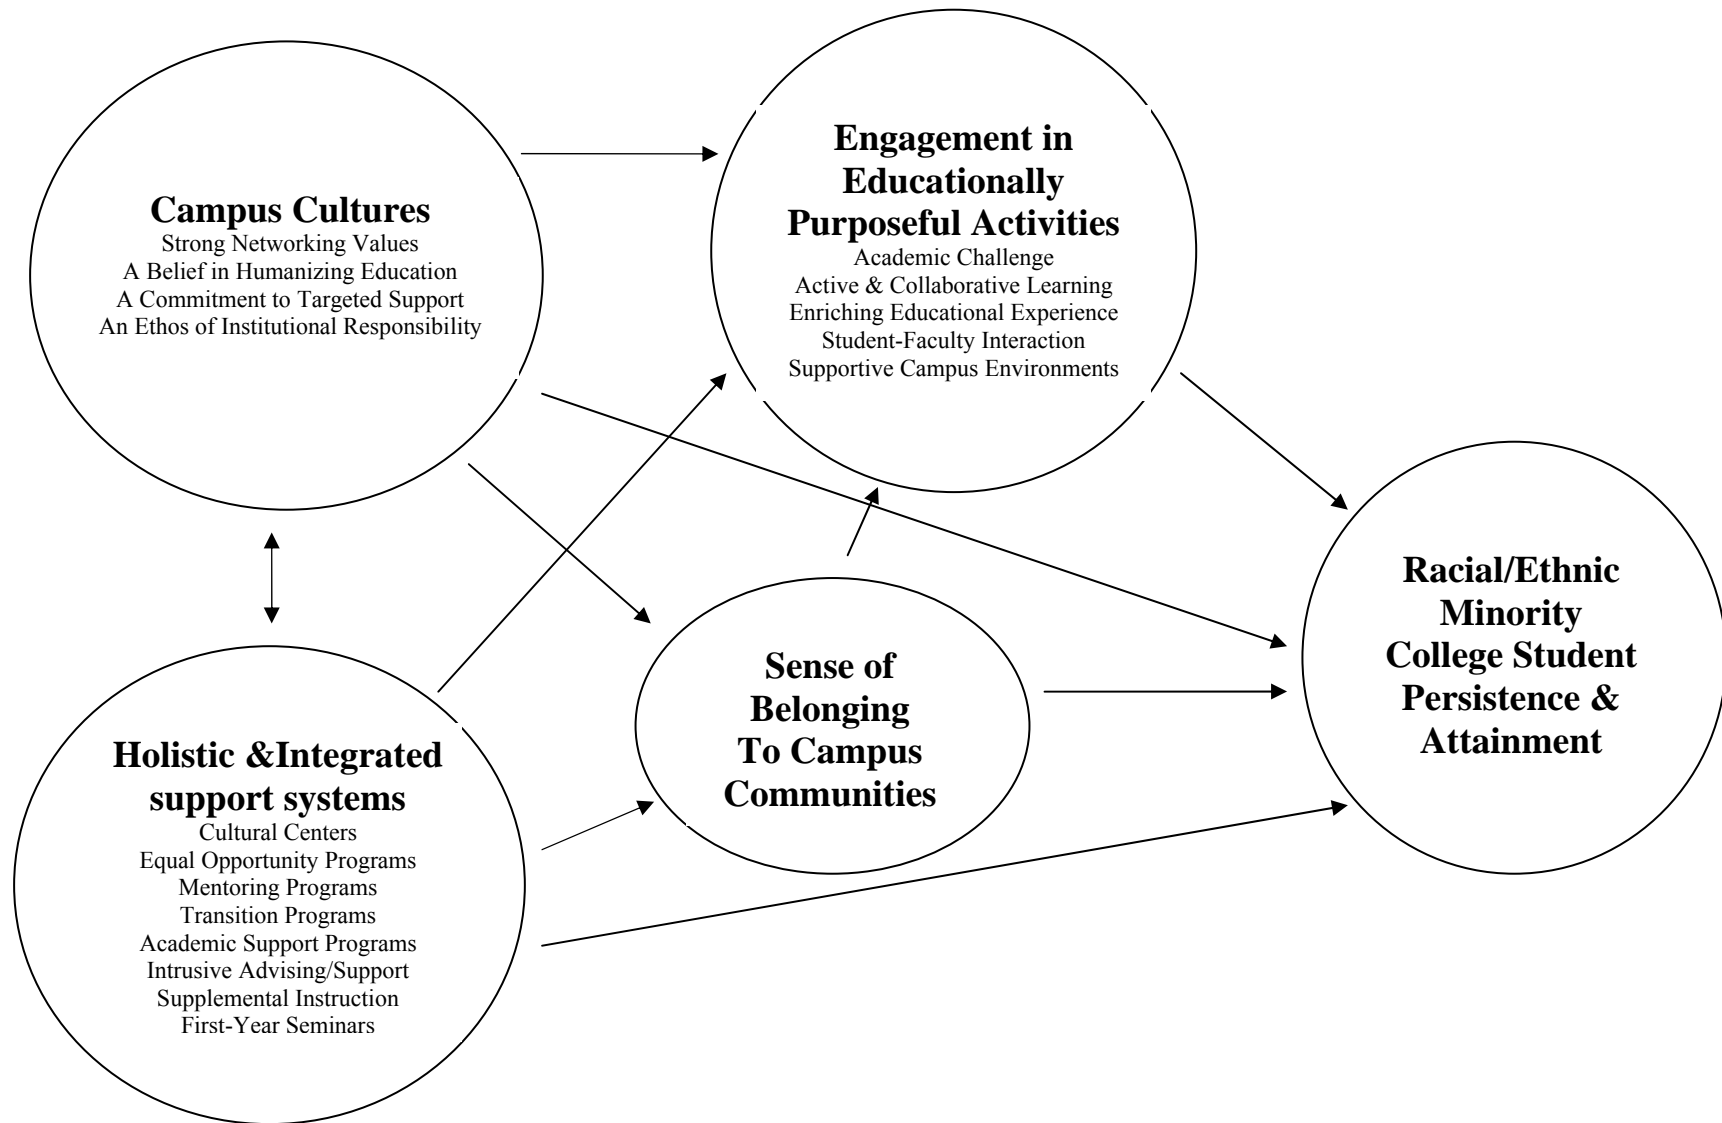 Campus Cultures
Strong Networking Values
A Belief in Humanizing Education
A Commitment to Targeted Support
An Ethos of Institutional Responsibility
Engagement in
Educationally
Purposeful Activities
Academic Challenge
Active & Collaborative Learning
Enriching Educational Experience
Student-Faculty Interaction
Supportive Campus Environments
Holistic &Integrated
support systems
Cultural Centers
Equal Opportunity Programs
Mentoring Programs
Transition Programs
Academic Support Programs
Intrusive Advising/Support
Supplemental Instruction
First-Year Seminars
Sense of
Belonging
To Campus
Communities
Racial/Ethnic
Minority
College Student
Persistence &
Attainment